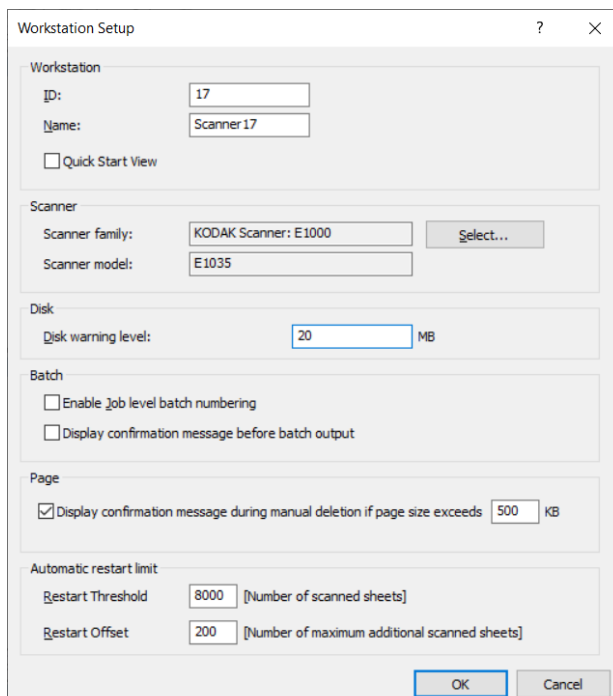 Workstation Setup ?
Workstation
ID: 17
Name: Scanner17
Quick Start View
Scanner
Scanner family: KODAK Scanner: E1000 Select...
Scanner model: E1035
Disk
Disk warning level: 20 MB
Batch
Enable Job level batch numbering
Display confirmation message before batch output
Page
Display confirmation message during manual deletion if page size exceeds 500 KB
Automatic restart limit
Restart Threshold 8000 [Number of scanned sheets]
Restart Offset 200 [Number of maximum additional scanned sheets]
OK Cancel